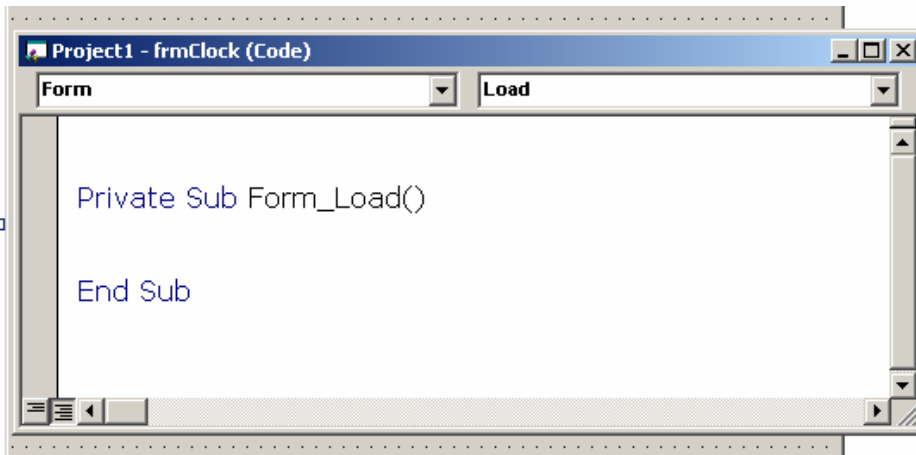 Project1 - frmClock (Code)
Form Load
Private Sub Form_Load()
End Sub